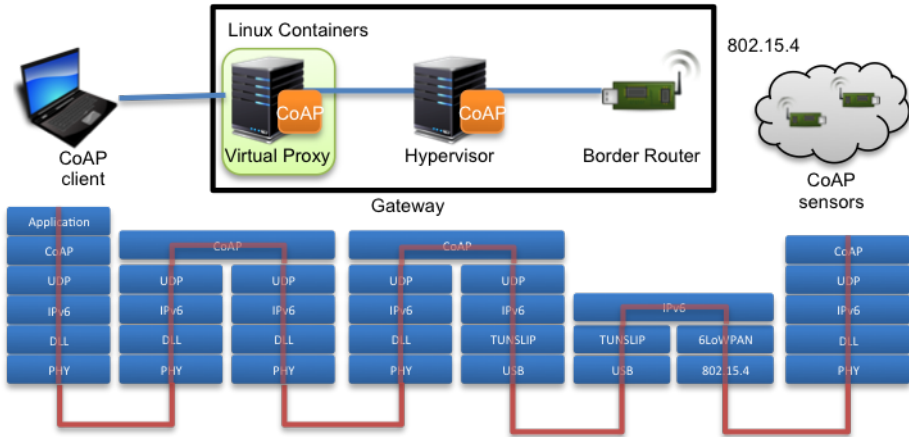 Linux Containers
802.15.4
CoAP
CoAP
CoAP
client
Virtual Proxy
Hypervisor
Border Router
CoAP
sensors
Gateway
Application
CoAP
CoAP
CoAP
CoAP
UDP
UDP
UDP
UDP
UDP
UDP
IPv6
IPv6
IPv6
IPv6
IPv6
IPv6
IPv6
DLL
DLL
DLL
DLL
TUNSLIP
TUNSLIP
6LoWPAN
DLL
PHY
PHY
PHY
PHY
USB
USB
802.15.4
PHY